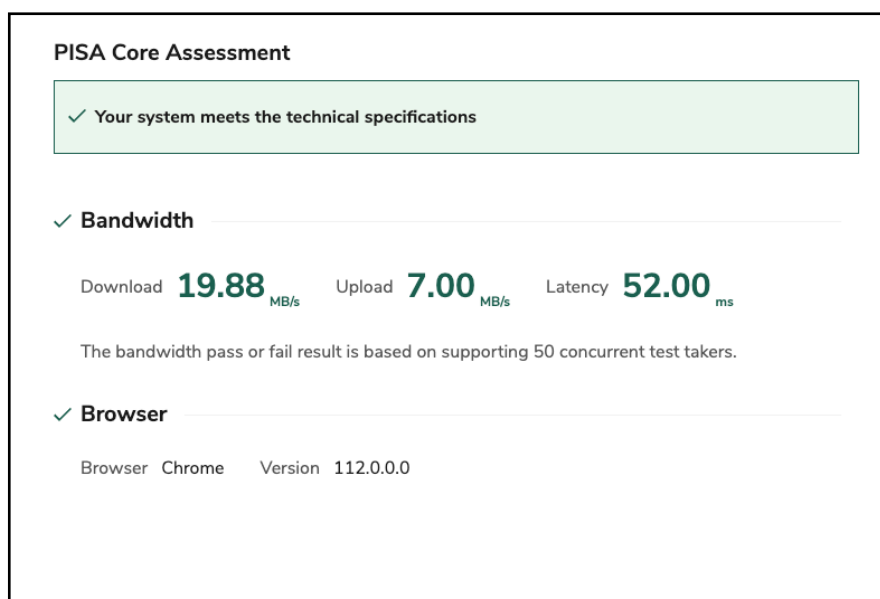 PISA Core Assessment
Your system meets the technical specifications
Bandwidth
Download 19.88 MB/s Upload 7.00 MB/s Latency 52.00 ms
The bandwidth pass or fail result is based on supporting 50 concurrent test takers.
Browser
Browser Chrome Version 112.0.0.0